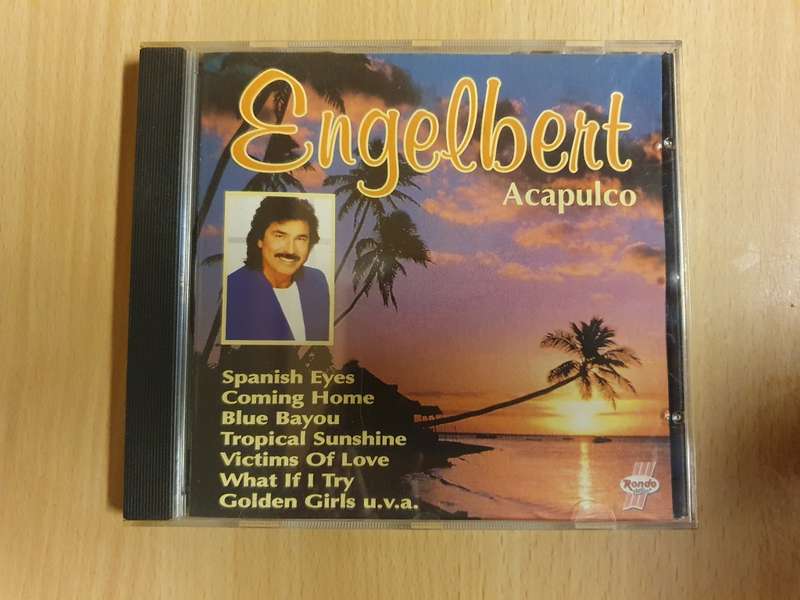 Engelbert
Acapulco
Spanish Eyes
Coming Home
Blue Bayou
Tropical Sunshine
Victims Of Love
What If I Try
Golden Girls u.v.a.
Rondo